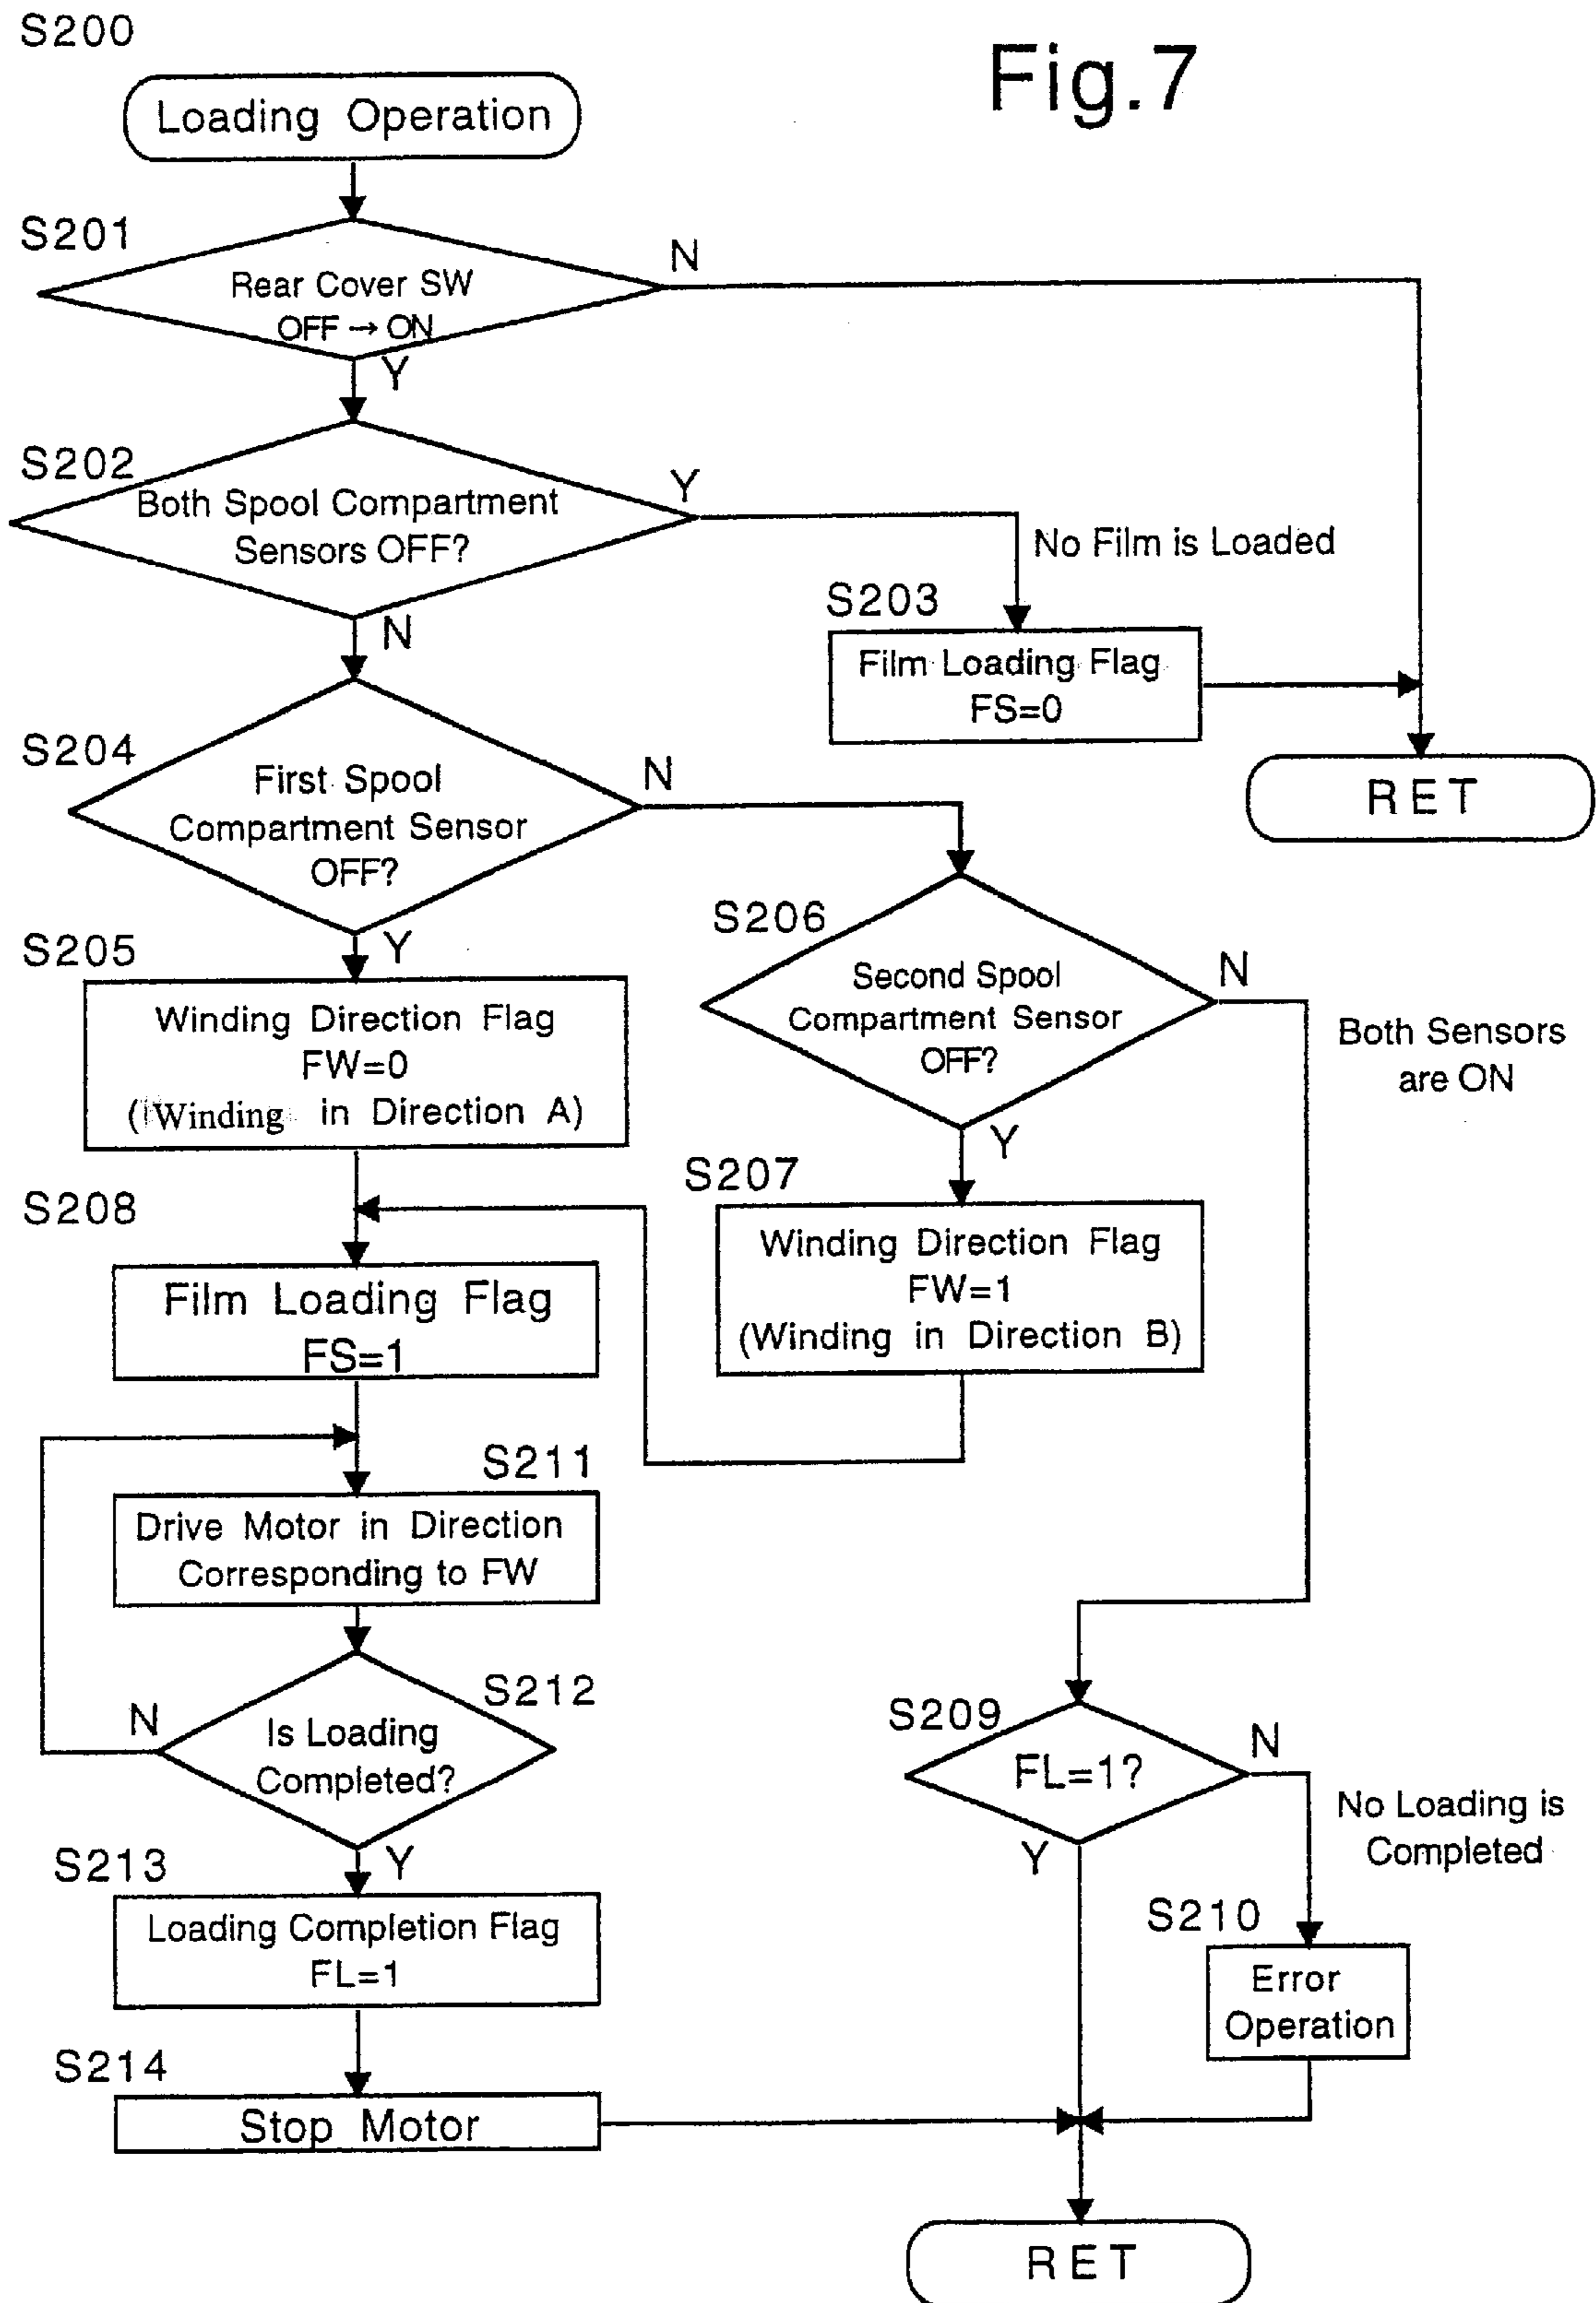 S200
Fig.7
Loading Operation
S201
N
Rear Cover SW
OFF → ON
Y
S202
Y
Both Spool Compartment
Sensors OFF?
No Film is Loaded
S203
N
Film Loading Flag
FS=0
S204
N
First Spool
Compartment Sensor
OFF?
RET
S206
Y
S205
N
Second Spool
Compartment Sensor
OFF?
Winding Direction Flag
FW=0
(Winding in Direction A)
Both Sensors
are ON
Y
S207
S208
Winding Direction Flag
FW=1
(Winding in Direction B)
Film Loading Flag
FS=1
S211
Drive Motor in Direction
Corresponding to FW
S212
N
Is Loading
Completed?
S209
N
FL=1?
No Loading is
Completed
Y
Y
S213
S210
Loading Completion Flag
FL=1
Error
Operation
S214
Stop Motor
RET